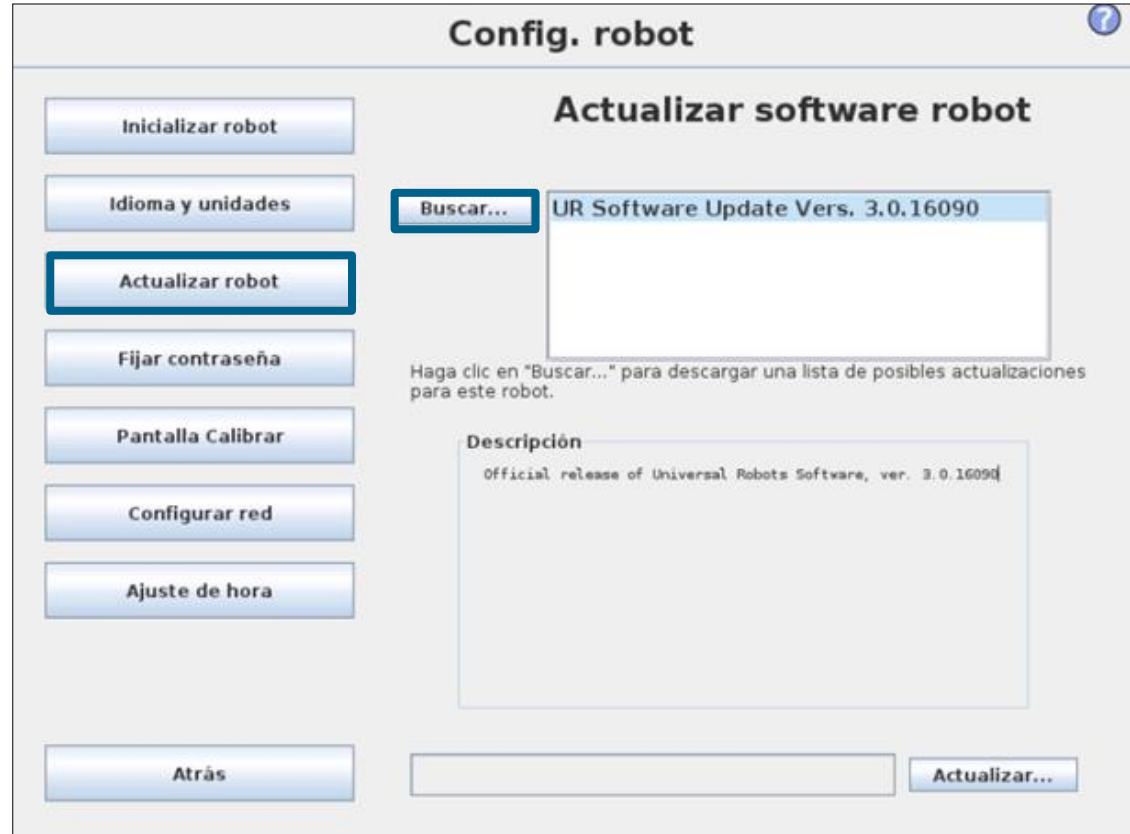 Config. robot
?
Inicializar robot
Idioma y unidades
Actualizar robot
Fijar contraseña
Pantalla Calibrar
Configurar red
Ajuste de hora
Atrás
Actualizar software robot
Buscar...
UR Software Update Vers. 3.0.16090
Haga clic en "Buscar..." para descargar una lista de posibles actualizaciones
para este robot.
Descripción
Official release of Universal Robots Software, ver. 3.0.16090
Actualizar...